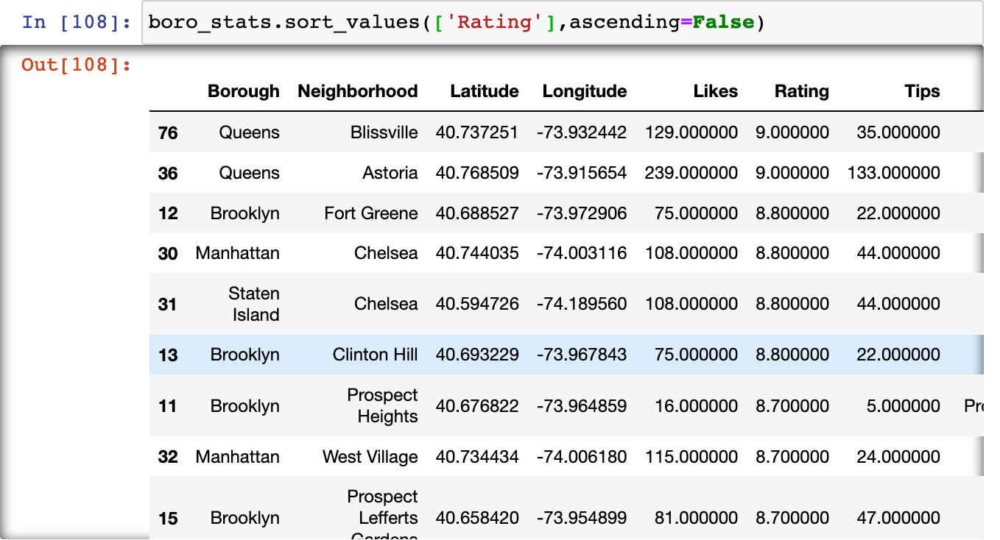 In [108]: boro_stats.sort_values(['Rating'],ascending=False)
Out[108]:
Borough Neighborhood Latitude Longitude Likes Rating Tips
76 Queens Blissville 40.737251 -73.932442 129.000000 9.000000 35.000000
36 Queens Astoria 40.768509 -73.915654 239.000000 9.000000 133.000000
12 Brooklyn Fort Greene 40.688527 -73.972906 75.000000 8.800000 22.000000
30 Manhattan Chelsea 40.744035 -74.003116 108.000000 8.800000 44.000000
31 Staten Island Chelsea 40.594726 -74.189560 108.000000 8.800000 44.000000
13 Brooklyn Clinton Hill 40.693229 -73.967843 75.000000 8.800000 22.000000
11 Brooklyn Prospect Heights 40.676822 -73.964859 16.000000 8.700000 5.000000 Pro
32 Manhattan West Village 40.734434 -74.006180 115.000000 8.700000 24.000000
15 Brooklyn Prospect Lefferts Gardens 40.658420 -73.954899 81.000000 8.700000 47.000000